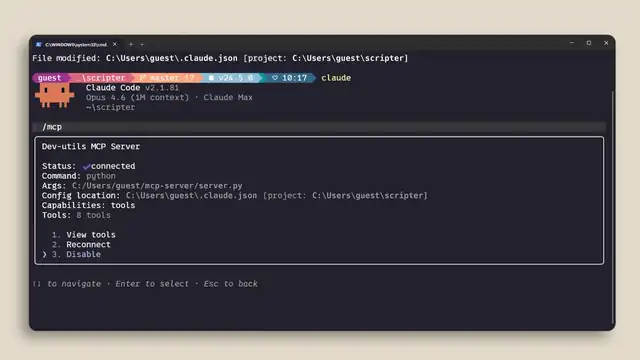 C:\WINDOWS\system32\cmd.
File modified: C:\Users\guest\.claude.json [project: C:\Users\guest\scripter]
guest \scripter master !7 v24.5.0 10:17 claude
Claude Code v2.1.81
Opus 4.6 (1M context) · Claude Max
~\scripter
/mcp
Dev-utils MCP Server
Status: ✔connected
Command: python
Args: C:/Users/guest/mcp-server/server.py
Config location: C:\Users\guest\.claude.json [project: C:\Users\guest\scripter]
Capabilities: tools
Tools: 8 tools
1. View tools
2. Reconnect
❯ 3. Disable
↑↓ to navigate · Enter to select · Esc to back